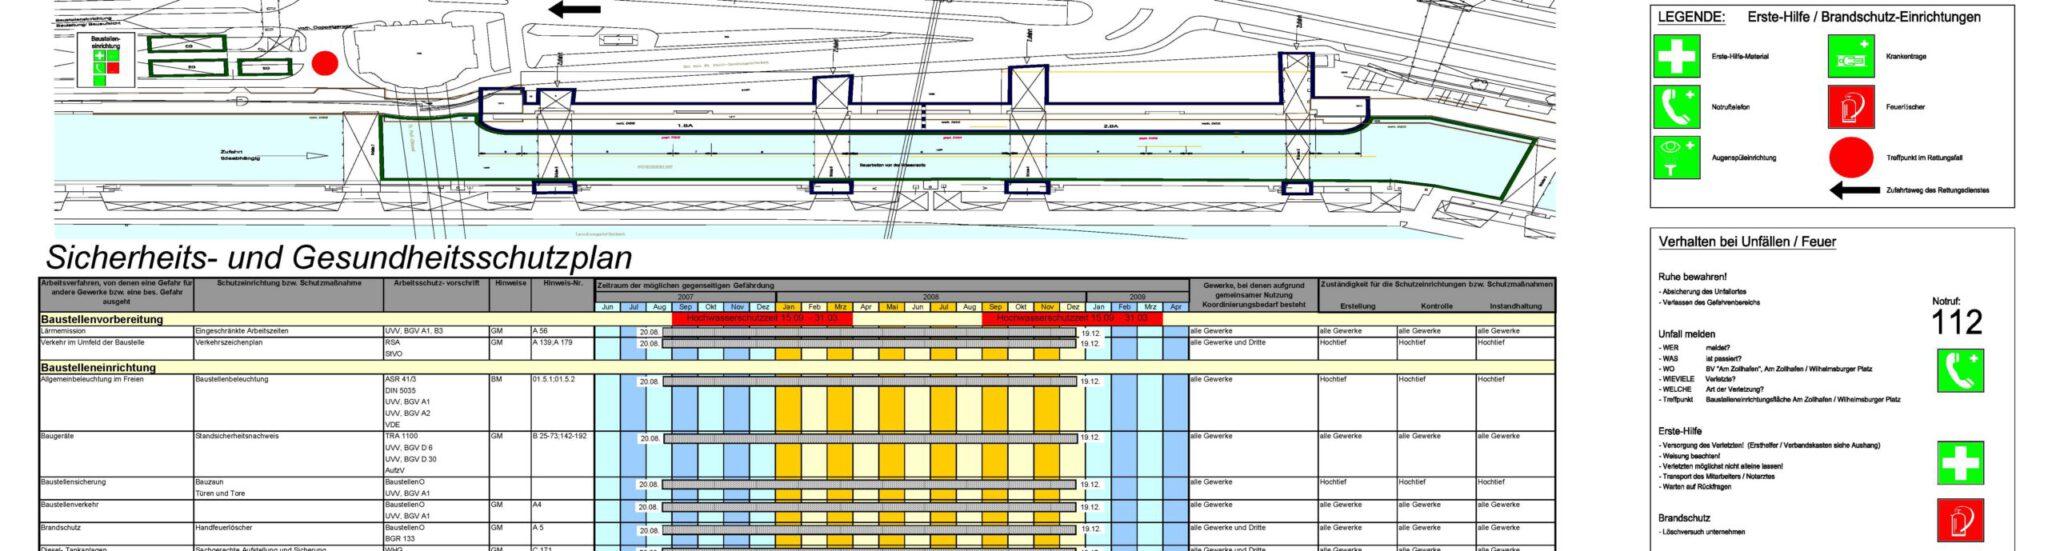 Baustellen-
einrichtung
Zufahrt
tideabhängig
1.BA
2.BA
Bauarbeiten von der Wasserseite
LEGENDE: Erste-Hilfe / Brandschutz-Einrichtungen
Erste-Hilfe-Material
Krankentrage
Notruftelefon
Feuerlöscher
Augenspüleinrichtung
Treffpunkt im Rettungsfall
Zufahrtsweg des Rettungsdienstes
Sicherheits- und Gesundheitsschutzplan
Arbeitsverfahren, von denen eine Gefahr für andere Gewerke bzw. eine bes. Gefahr ausgeht
Schutzeinrichtung bzw. Schutzmaßnahme
Arbeitsschutz- vorschrift
Hinweise
Hinweis-Nr.
Zeitraum der möglichen gegenseitigen Gefährdung
2007 2008 2009
Jun Jul Aug Sep Okt Nov Dez Jan Feb Mrz Apr Mai Jun Jul Aug Sep Okt Nov Dez Jan Feb Mrz Apr
Gewerke, bei denen aufgrund gemeinsamer Nutzung Koordinierungsbedarf besteht
Zuständigkeit für die Schutzeinrichtungen bzw. Schutzmaßnahmen
Erstellung Kontrolle Instandhaltung
Baustellenvorbereitung
Hochwasserschutzzeit 15.09. - 31.03. Hochwasserschutzzeit 15.09. - 31.03.
Lärmemission Eingeschränkte Arbeitszeiten UVV, BGV A1, B3 GM A 56 20.08. 19.12. alle Gewerke alle Gewerke alle Gewerke alle Gewerke
Verkehr im Umfeld der Baustelle Verkehrszeichenplan RSA GM A 139;A 179 20.08. 19.12. alle Gewerke und Dritte Hochtief Hochtief Hochtief
StVO
Baustelleneinrichtung
Allgemeinbeleuchtung im Freien Baustellenbeleuchtung ASR 41/3 BM 01.5.1;01.5.2 20.08. 19.12. alle Gewerke Hochtief Hochtief Hochtief
DIN 5035
UVV, BGV A1
UVV, BGV A2
VDE
Baugeräte Standsicherheitsnachweis TRA 1100 GM B 25-73;142-192 20.08. 19.12. alle Gewerke alle Gewerke alle Gewerke alle Gewerke
UVV, BGV D 6
UVV, BGV D 30
AufzV
Baustellensicherung Bauzaun BaustellenO 20.08. 19.12. alle Gewerke Hochtief Hochtief Hochtief
Türen und Tore UVV, BGV A1
Baustellenverkehr BaustellenO GM A4 20.08. 19.12. alle Gewerke alle Gewerke alle Gewerke alle Gewerke
UVV, BGV A1
Brandschutz Handfeuerlöscher BaustellenO GM A 5 20.08. 19.12. alle Gewerke und Dritte alle Gewerke alle Gewerke alle Gewerke
BGR 133
Diesel- Tankanlagen Sachgerechte Aufstellung und Sicherung WHG GM C 171 alle Gewerke und Dritte alle Gewerke alle Gewerke alle Gewerke
Verhalten bei Unfällen / Feuer
Ruhe bewahren!
- Absicherung des Unfallortes
- Verlassen des Gefahrenbereichs
Notruf:
112
Unfall melden
- WER meldet?
- WAS ist passiert?
- WO BV "Am Zollhafen", Am Zollhafen / Wilhelmsburger Platz
- WIEVIELE Verletzte?
- WELCHE Art der Verletzung?
- Treffpunkt Baustelleneinrichtungsfläche Am Zollhafen / Wilhelmsburger Platz
Erste-Hilfe
- Versorgung des Verletzten! (Ersthelfer / Verbandskasten siehe Aushang)
- Weisung beachten!
- Verletzten möglichst nicht alleine lassen!
- Transport des Mitarbeiters / Notarztes
- Warten auf Rückfragen
Brandschutz
- Löschversuch unternehmen